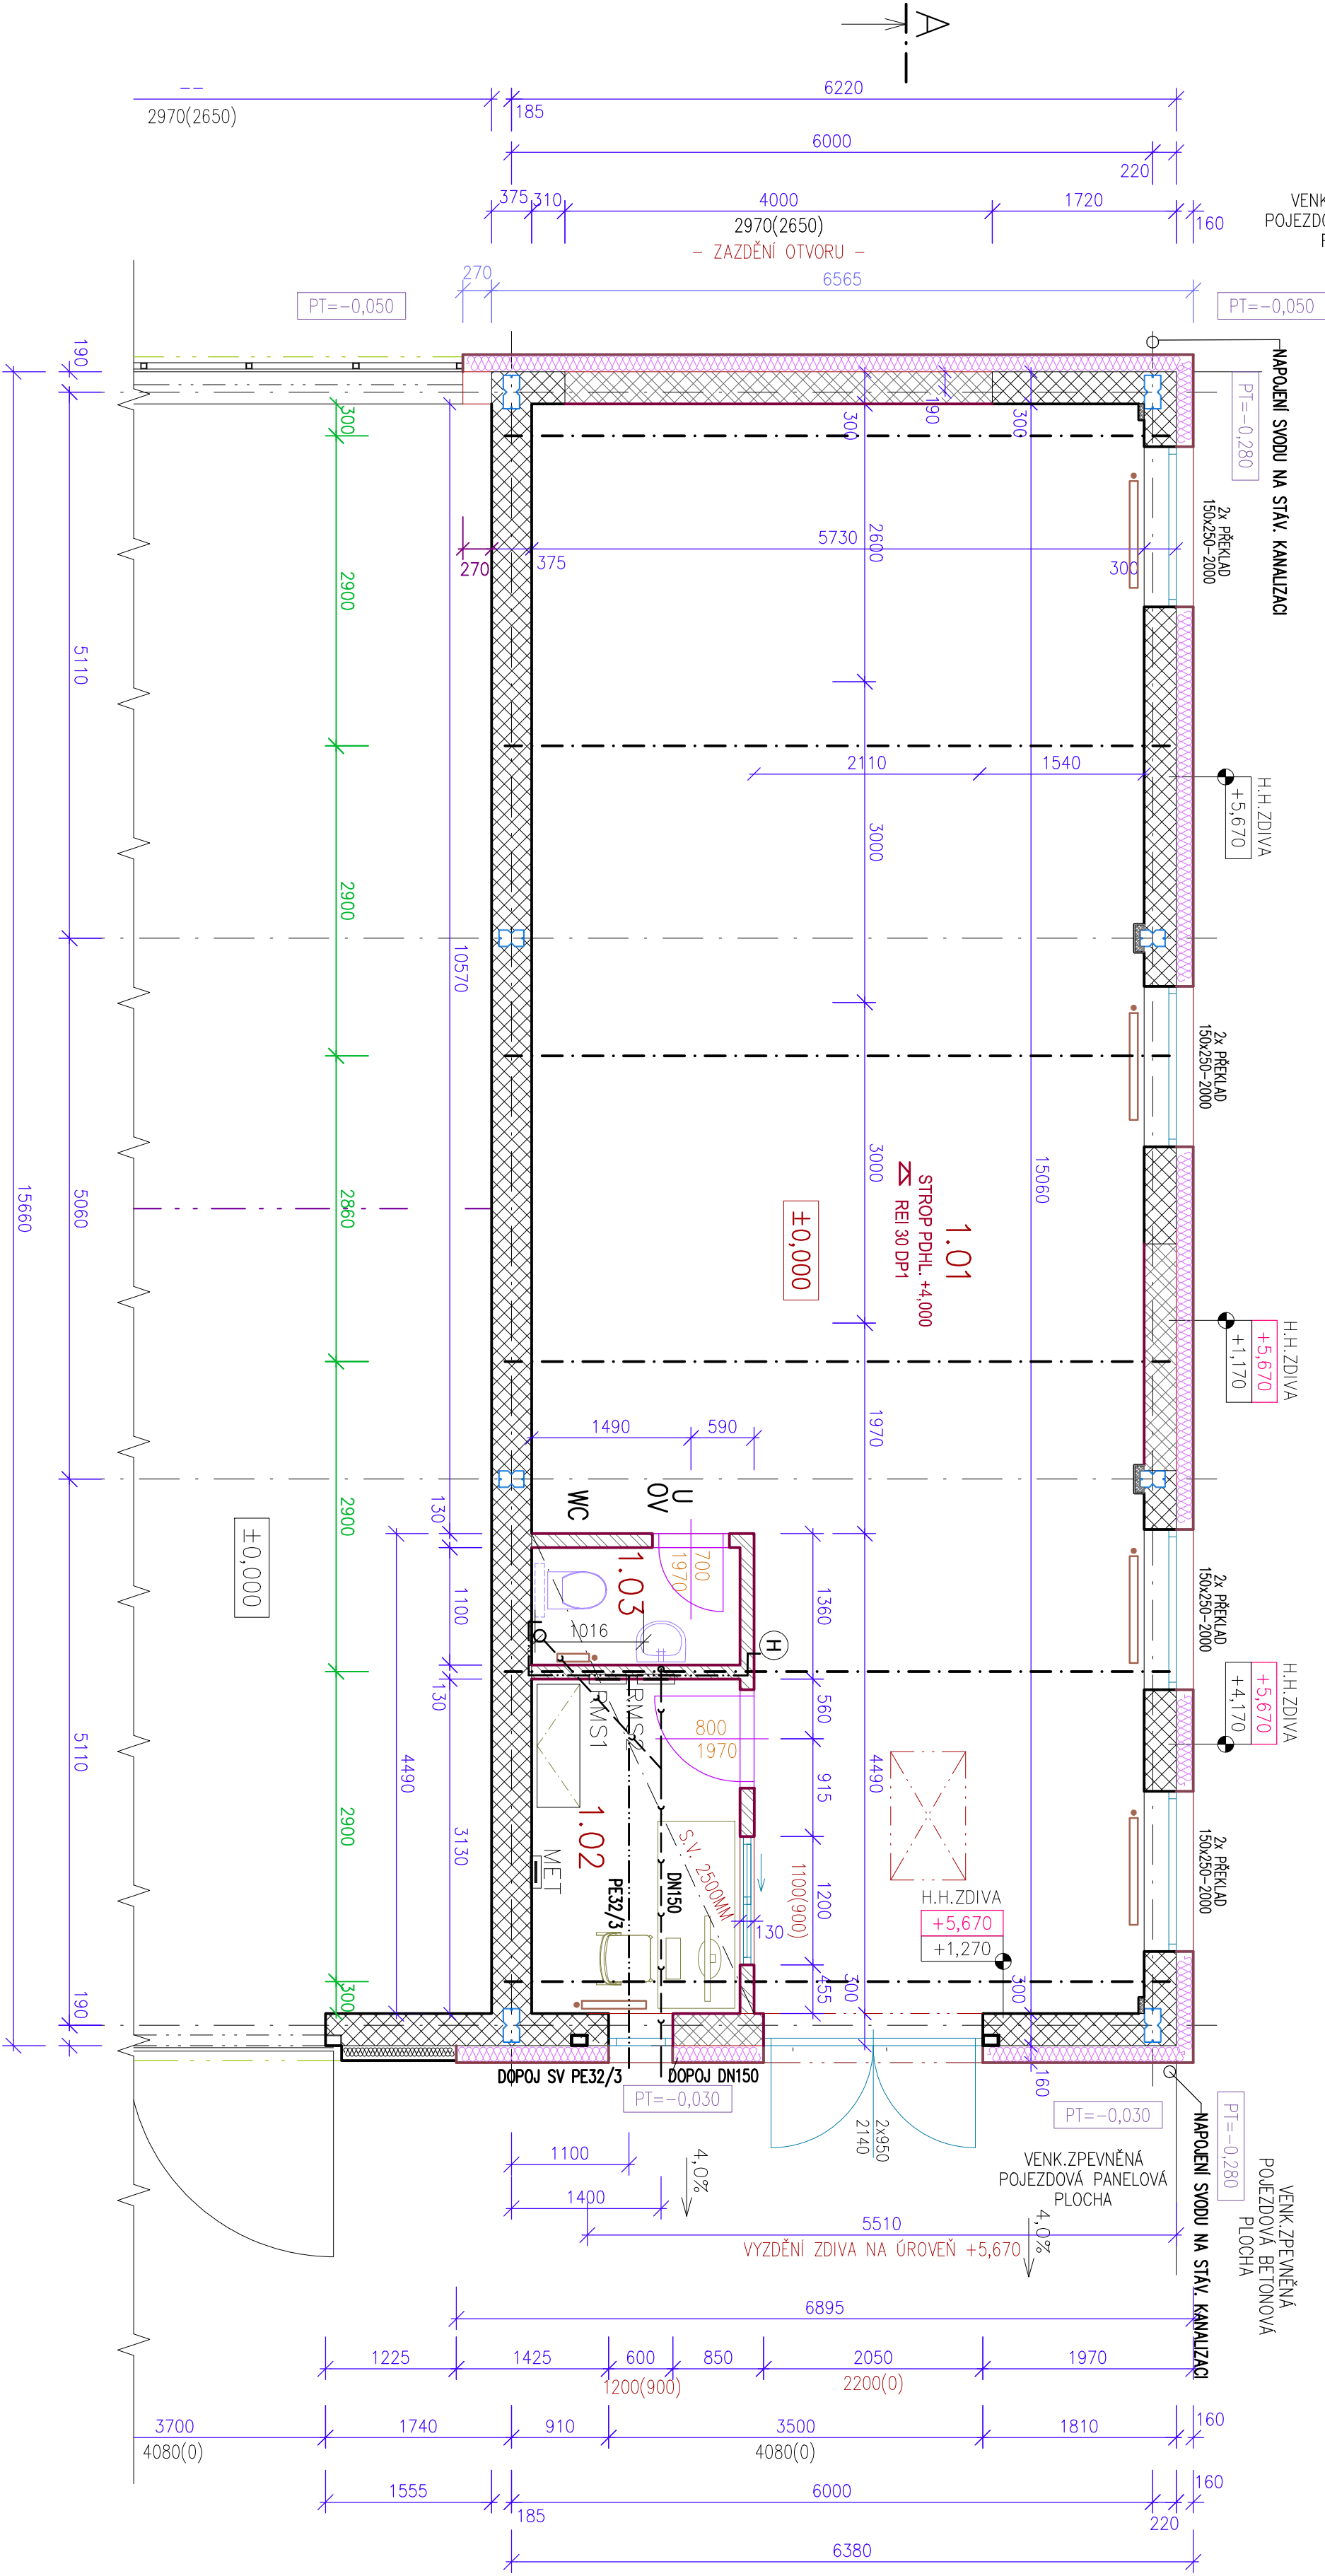 A
6220
--
2970(2650)
185
6000
220
375
310
4000
1720
160
2970(2650)
- ZAZDĚNÍ OTVORU -
VENK
POJEZDO
270
6565
PT=-0,050
PT=-0,050
NAPOJENÍ SVODU NA STÁV. KANALIZACI
PT=-0,280
190
300
300
190
300
2x PŘEKLAD
150x250-2000
5730
2600
270
375
300
2900
5110
2110
1540
H.H.ZDIVA
+5,670
3000
2900
10570
2x PŘEKLAD
150x250-2000
15660
5060
2860
3000
15060
1.01
STROP PDHL. +4,000
REI 30 DP1
±0,000
H.H.ZDIVA
+5,670
+1,170
1490
590
1970
WC
U
OV
130
2900
±0,000
700
1970
1.03
1016
1100
1360
H
2x PŘEKLAD
150x250-2000
H.H.ZDIVA
+5,670
+4,170
130
RMS1
800
1970
560
5110
4490
4490
915
2900
3130
1.02
MET
S.V. 2500MM
DN150
PE32/3
1100(900)
1200
130
2x PŘEKLAD
150x250-2000
H.H.ZDIVA
+5,670
+1,270
190
300
455
300
300
160
DOPOJ SV PE32/3
DOPOJ DN150
PT=-0,030
PT=-0,030
2x950
2140
PT=-0,280
NAPOJENÍ SVODU NA STÁV. KANALIZACI
1100
4,0%
1400
VENK.ZPEVNĚNÁ
POJEZDOVÁ PANELOVÁ
PLOCHA
VENK.ZPEVNĚNÁ
POJEZDOVÁ BETONOVÁ
PLOCHA
5510
4,0%
VYZDĚNÍ ZDIVA NA ÚROVEŇ +5,670
6895
1225
1425
600
850
2050
1970
1200(900)
2200(0)
3700
1740
910
3500
1810
160
4080(0)
4080(0)
1555
185
6000
220
160
6380